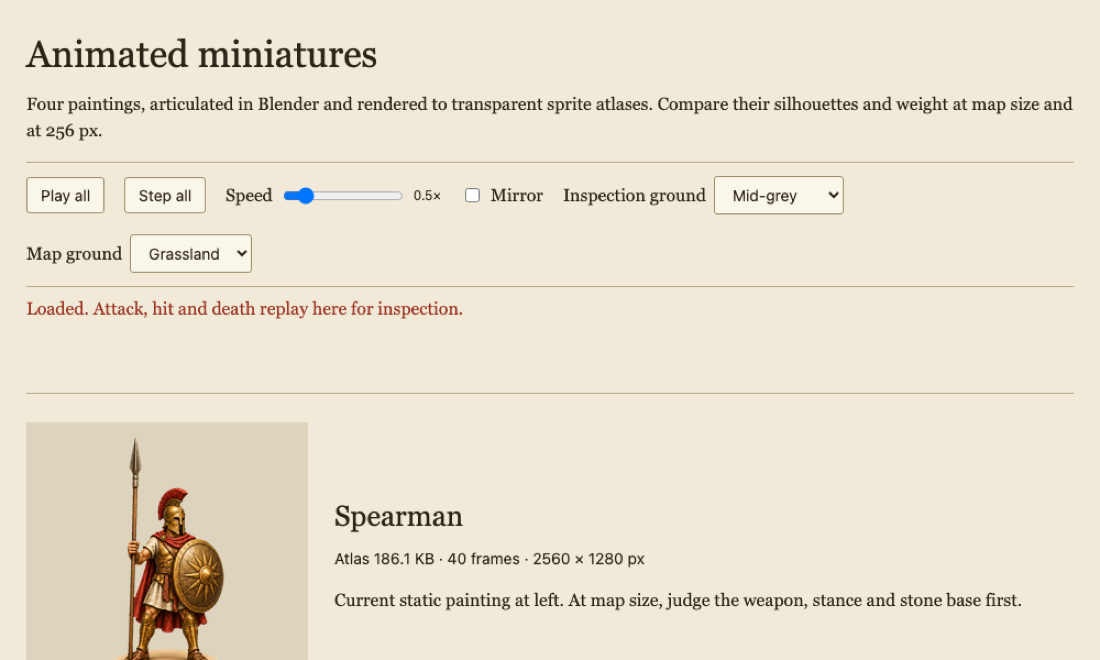 Animated miniatures
Four paintings, articulated in Blender and rendered to transparent sprite atlases. Compare their silhouettes and weight at map size and
at 256 px.
Play all Step all Speed 0.5× Mirror Inspection ground Mid-grey
Map ground Grassland
Loaded. Attack, hit and death replay here for inspection.
Spearman
Atlas 186.1 KB · 40 frames · 2560 × 1280 px
Current static painting at left. At map size, judge the weapon, stance and stone base first.